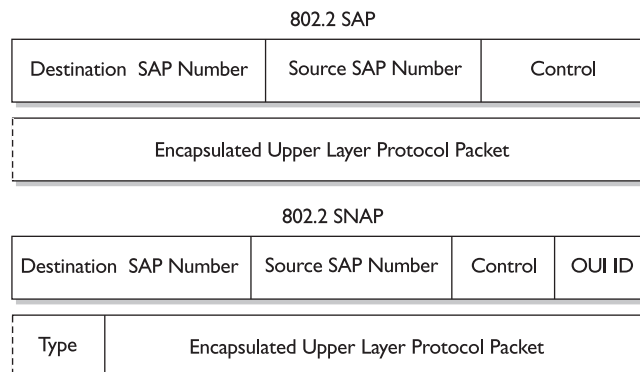 802.2 SAP
Destination SAP Number Source SAP Number Control
Encapsulated Upper Layer Protocol Packet
802.2 SNAP
Destination SAP Number Source SAP Number Control OUI ID
Type Encapsulated Upper Layer Protocol Packet